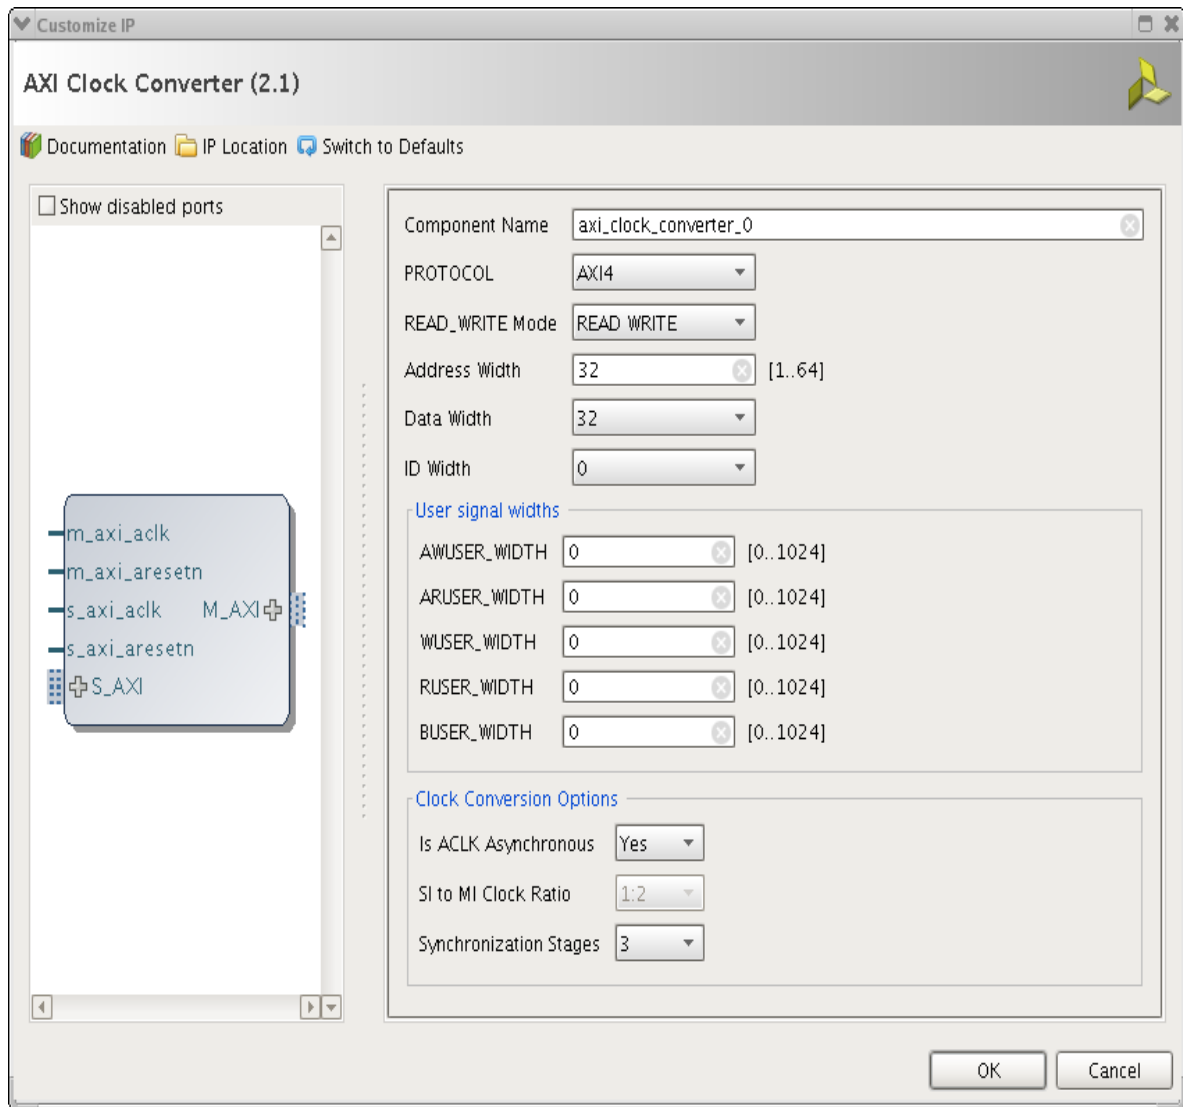 Customize IP
AXI Clock Converter (2.1)
Documentation IP Location Switch to Defaults
Show disabled ports
m_axi_aclk
m_axi_aresetn
s_axi_aclk M_AXI
s_axi_aresetn
S_AXI
Component Name axi_clock_converter_0
PROTOCOL AXI4
READ_WRITE Mode READ WRITE
Address Width 32 [1..64]
Data Width 32
ID Width 0
User signal widths
AWUSER_WIDTH 0 [0..1024]
ARUSER_WIDTH 0 [0..1024]
WUSER_WIDTH 0 [0..1024]
RUSER_WIDTH 0 [0..1024]
BUSER_WIDTH 0 [0..1024]
Clock Conversion Options
Is ACLK Asynchronous Yes
SI to MI Clock Ratio 1:2
Synchronization Stages 3
OK Cancel